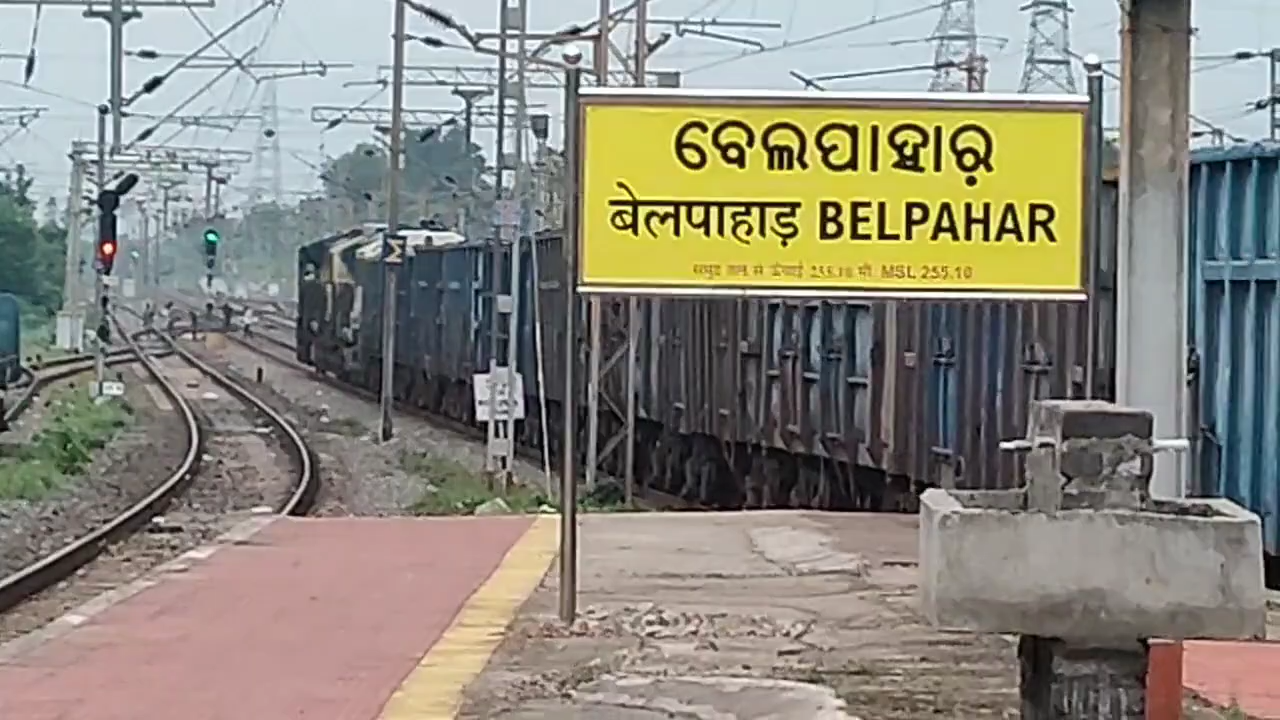 ବେଲପାହାର଼
बेलपाहाड़ BELPAHAR
समुद्र तल से ऊँचाई 255.10 मी. MSL 255.10
Σ